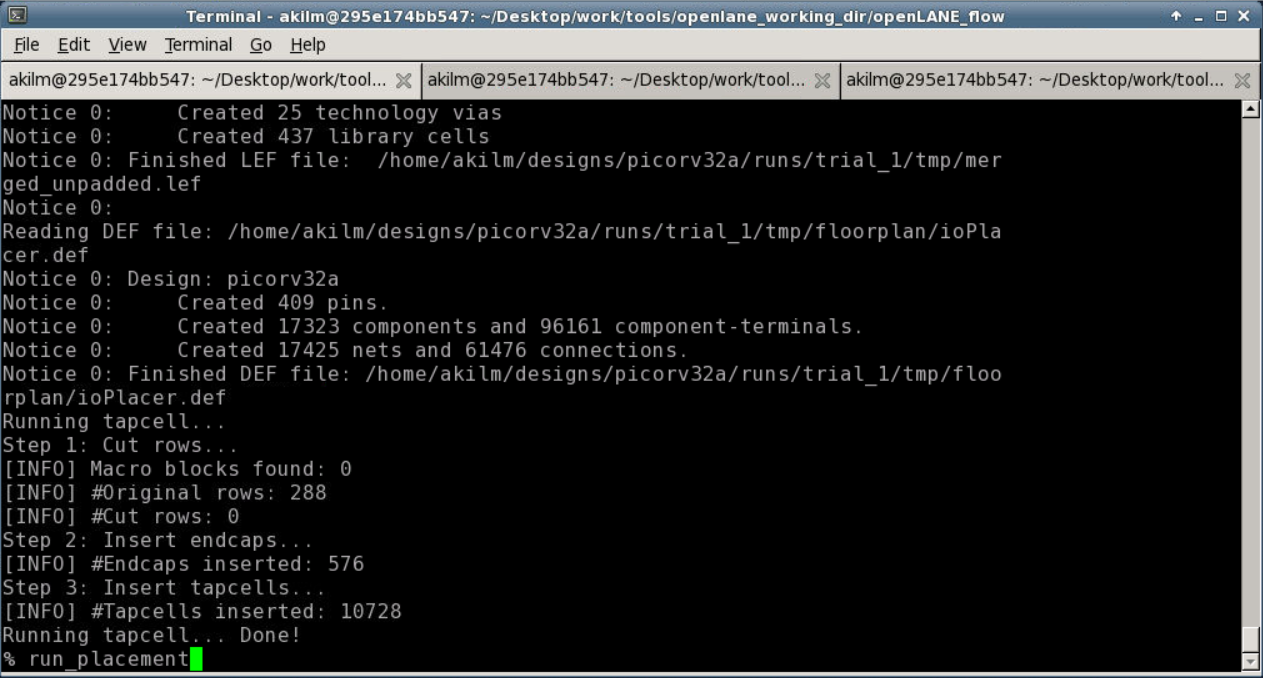 Terminal - akilm@295e174bb547: ~/Desktop/work/tools/openlane_working_dir/openLANE_flow
File Edit View Terminal Go Help
akilm@295e174bb547: ~/Desktop/work/tool... akilm@295e174bb547: ~/Desktop/work/tool... akilm@295e174bb547: ~/Desktop/work/tool...
Notice 0:     Created 25 technology vias
Notice 0:     Created 437 library cells
Notice 0: Finished LEF file:  /home/akilm/designs/picorv32a/runs/trial_1/tmp/mer
ged_unpadded.lef
Notice 0:
Reading DEF file: /home/akilm/designs/picorv32a/runs/trial_1/tmp/floorplan/ioPla
cer.def
Notice 0: Design: picorv32a
Notice 0:     Created 409 pins.
Notice 0:     Created 17323 components and 96161 component-terminals.
Notice 0:     Created 17425 nets and 61476 connections.
Notice 0: Finished DEF file: /home/akilm/designs/picorv32a/runs/trial_1/tmp/floo
rplan/ioPlacer.def
Running tapcell...
Step 1: Cut rows...
[INFO] Macro blocks found: 0
[INFO] #Original rows: 288
[INFO] #Cut rows: 0
Step 2: Insert endcaps...
[INFO] #Endcaps inserted: 576
Step 3: Insert tapcells...
[INFO] #Tapcells inserted: 10728
Running tapcell... Done!
% run_placement